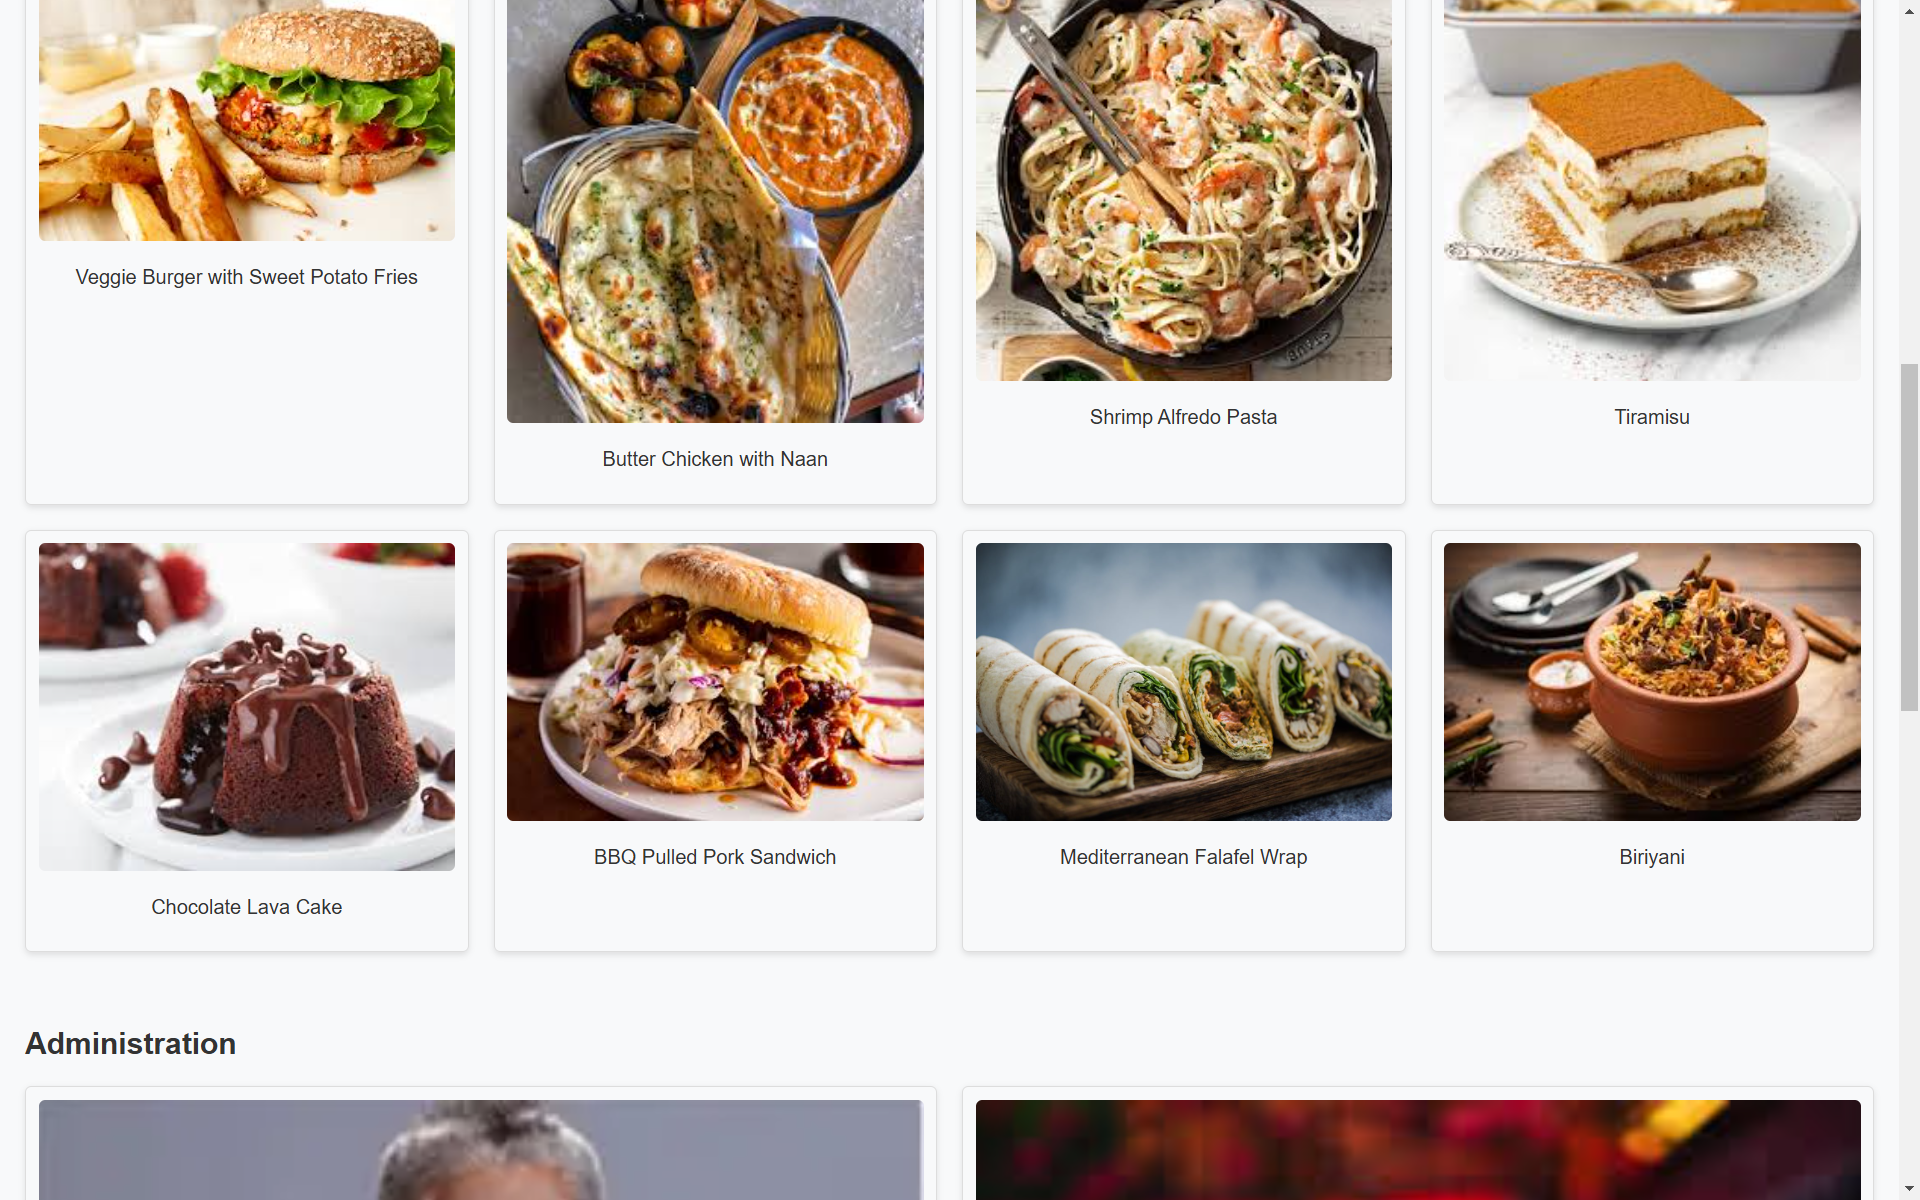 Veggie Burger with Sweet Potato Fries
Butter Chicken with Naan
Shrimp Alfredo Pasta
Tiramisu
Chocolate Lava Cake
BBQ Pulled Pork Sandwich
Mediterranean Falafel Wrap
Biriyani
Administration